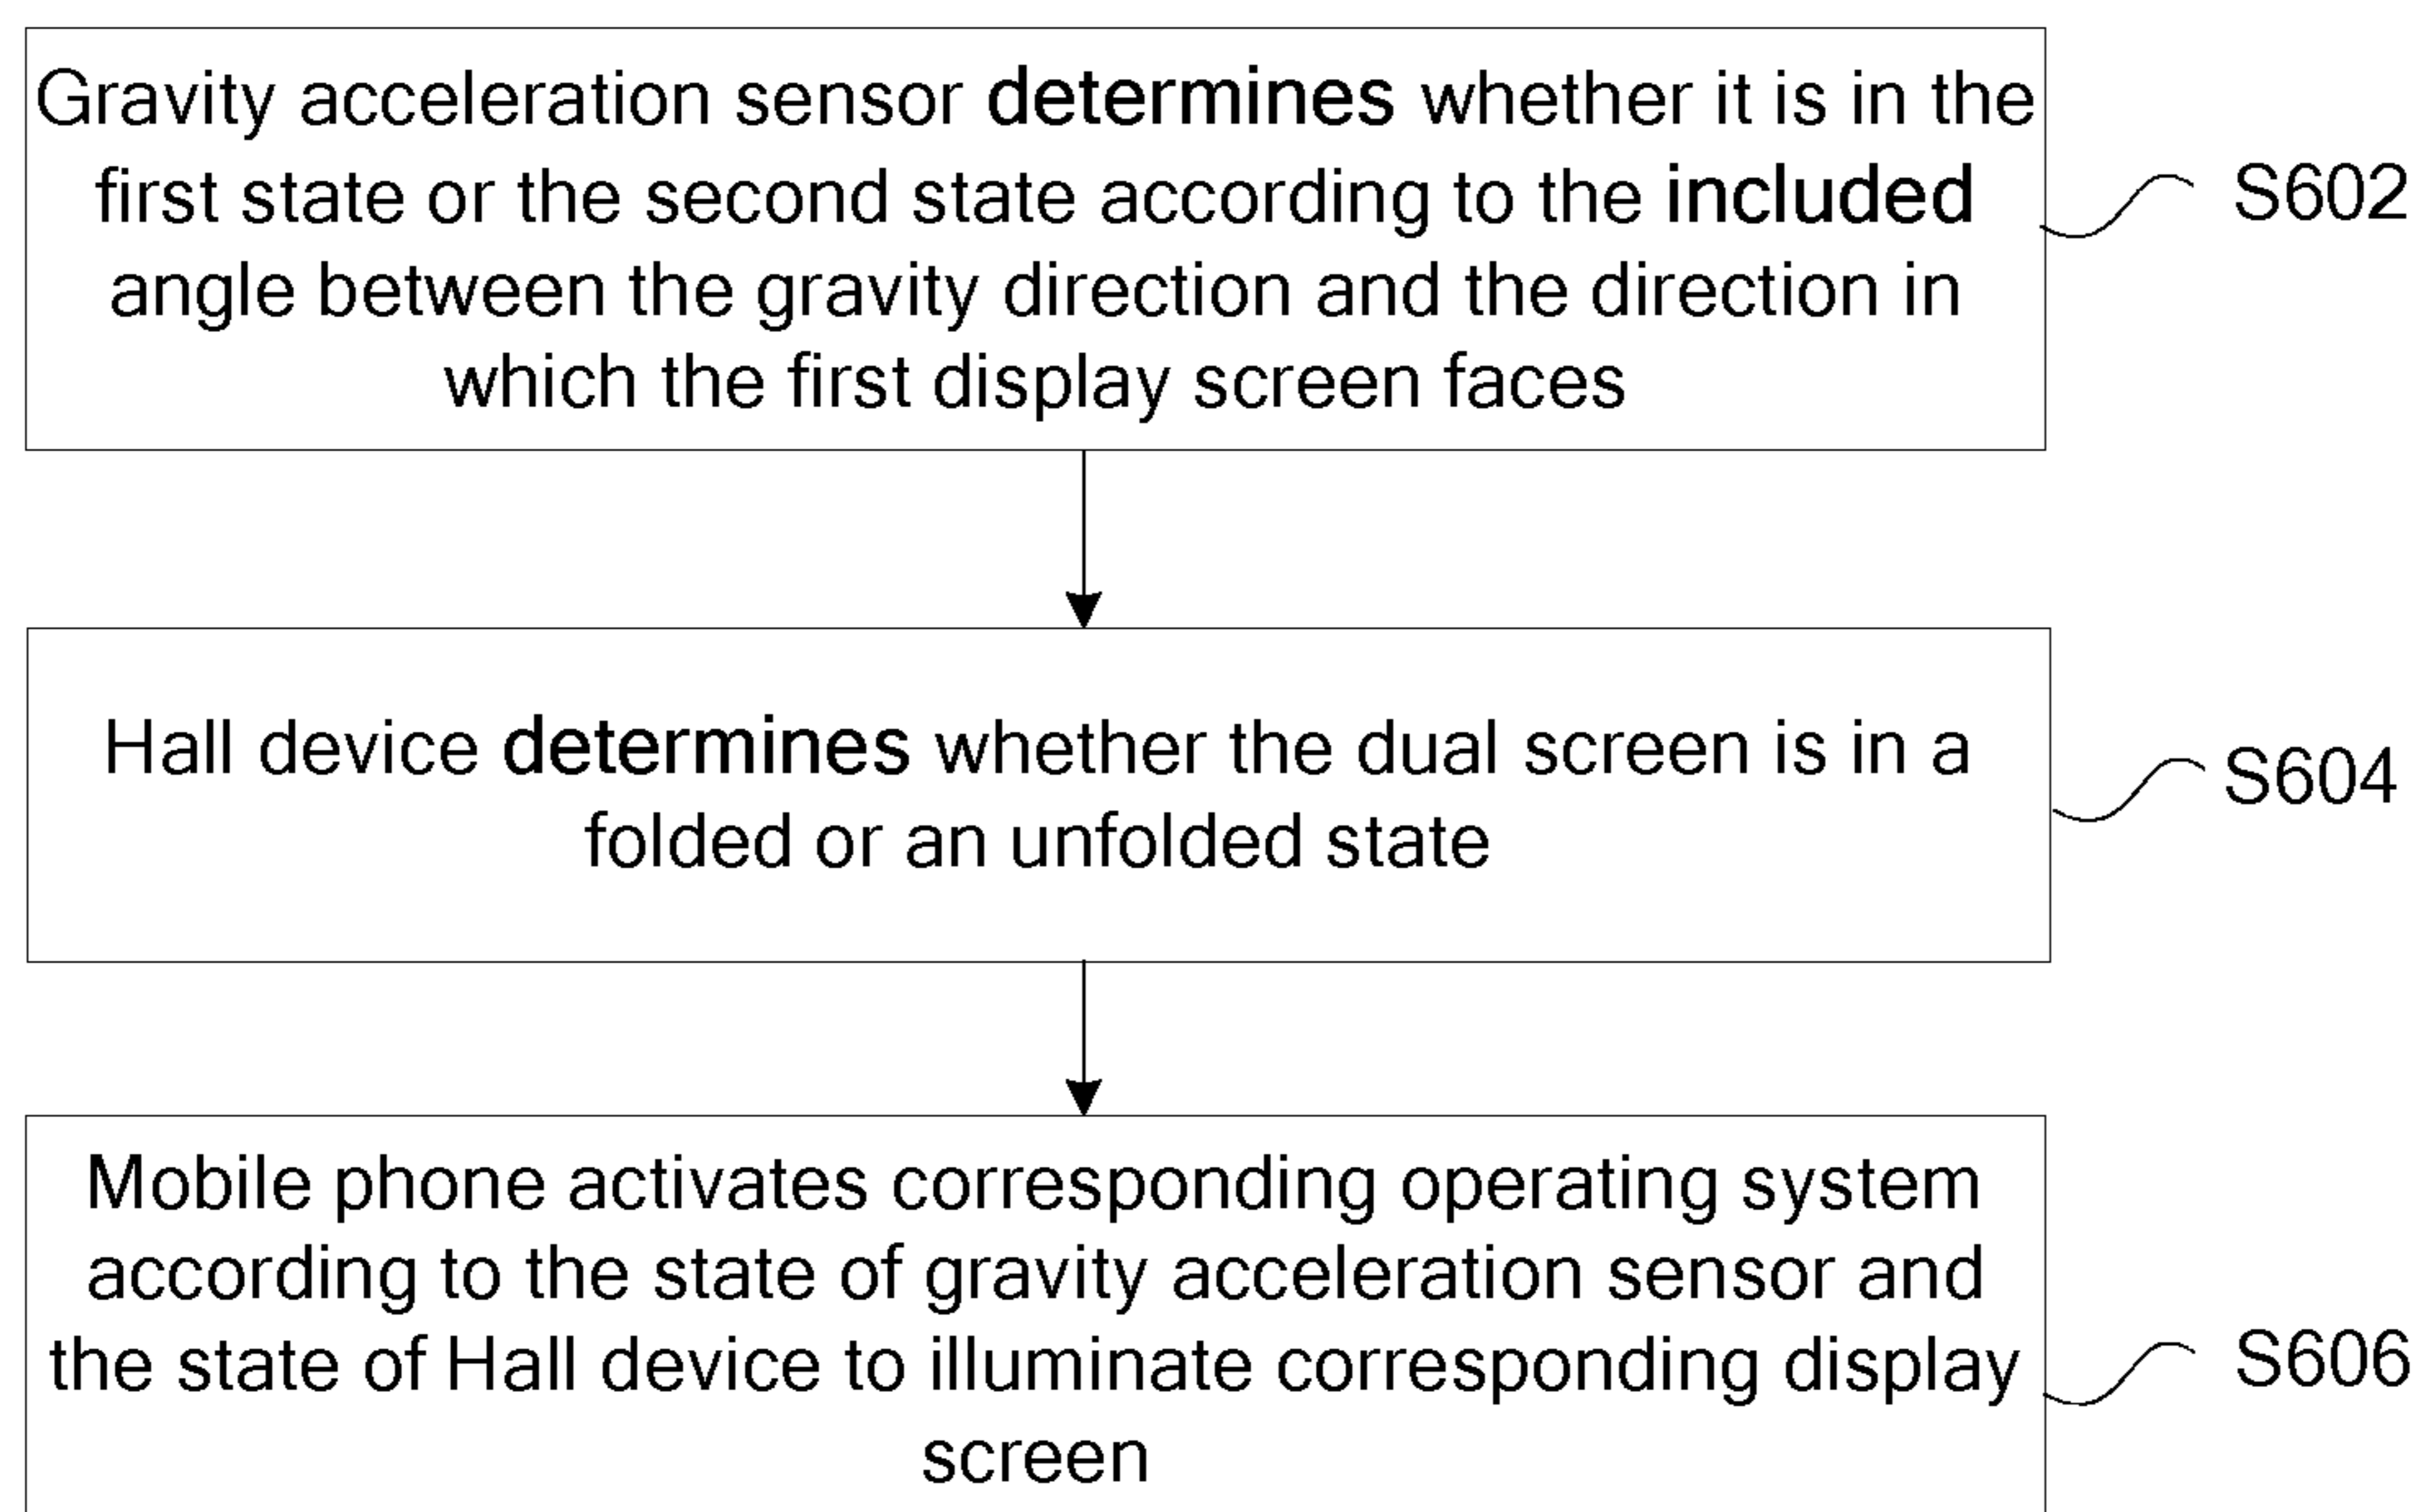 Gravity acceleration sensor determines whether it is in the
first state or the second state according to the included
angle between the gravity direction and the direction in
which the first display screen faces
S602
Hall device determines whether the dual screen is in a
folded or an unfolded state
S604
Mobile phone activates corresponding operating system
according to the state of gravity acceleration sensor and
the state of Hall device to illuminate corresponding display
screen
S606